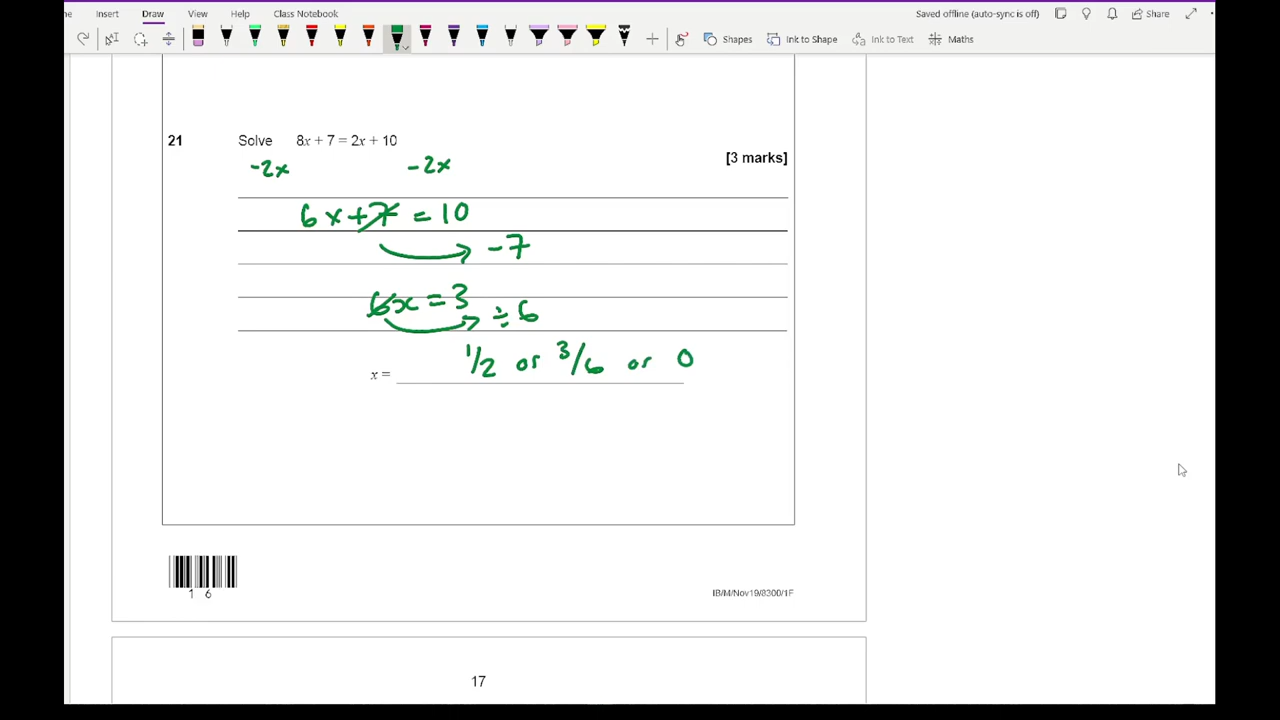 Insert Draw View Help Class Notebook Saved offline (auto-sync is off) Share
Shapes Ink to Shape Ink to Text Maths
21 Solve 8x + 7 = 2x + 10
[3 marks]
-2x -2x
6x+7 = 10
-7
6x = 3
÷6
x = 1/2 or 3/6 or 0
1 6
IB/M/Nov19/8300/1F
17